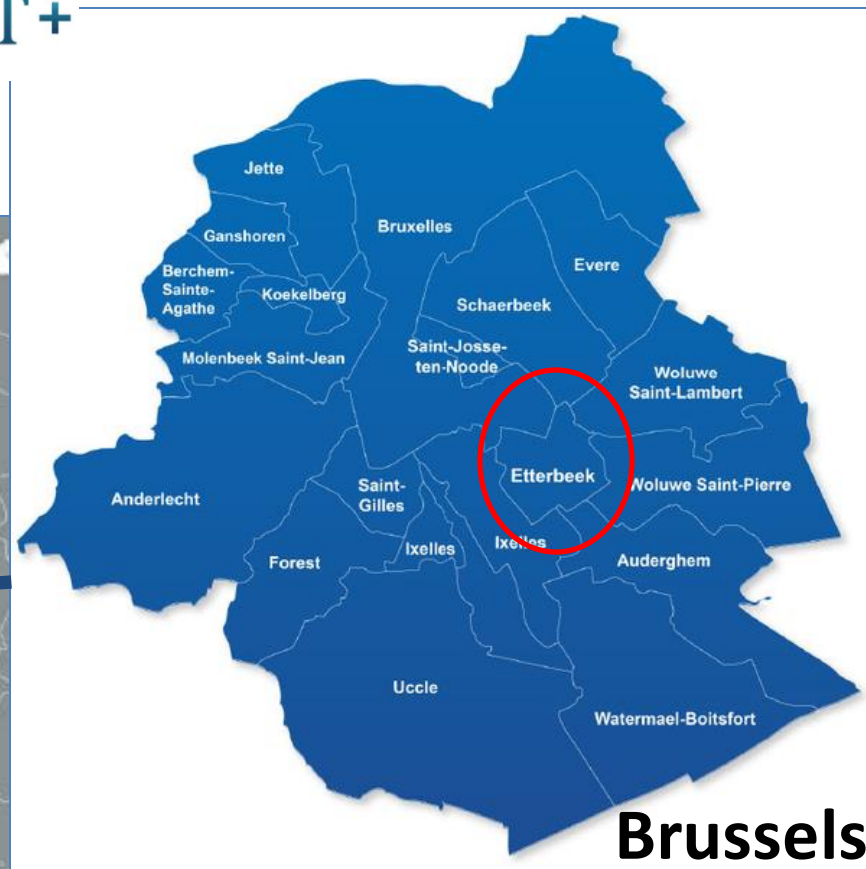 T+
Jette
Bruxelles
Ganshoren
Evere
Berchem-
Sainte-
Agathe
Koekelberg
Schaerbeek
Molenbeek Saint-Jean
Saint-Josse-
ten-Noode
Woluwe
Saint-Lambert
Etterbeek
Woluwe Saint-Pierre
Anderlecht
Saint-
Gilles
Ixelles
Ixelles
Forest
Auderghem
Uccle
Watermael-Boitsfort
Brussels